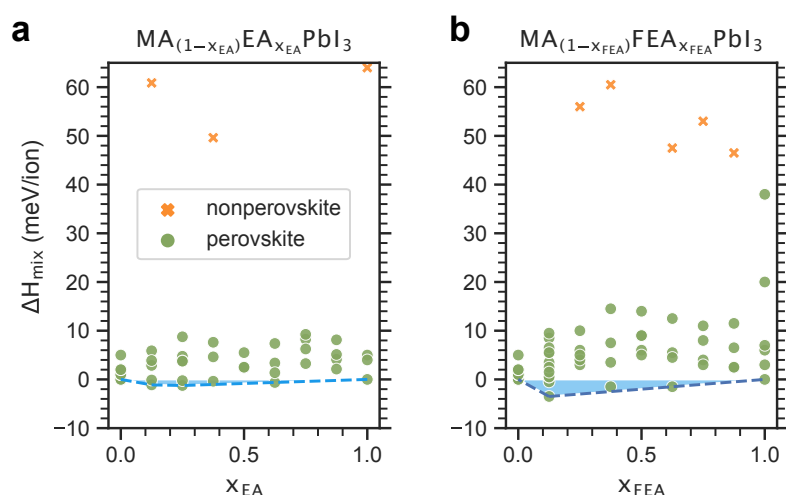 a
MA(1−xEA)EAxEAPbI3
60
50
40
30
20
10
0
−10
ΔHmix (meV/ion)
nonperovskite
perovskite
0.0
0.5
1.0
xEA
b
MA(1−xFEA)FEAxFEAPbI3
60
50
40
30
20
10
0
−10
0.0
0.5
1.0
xFEA